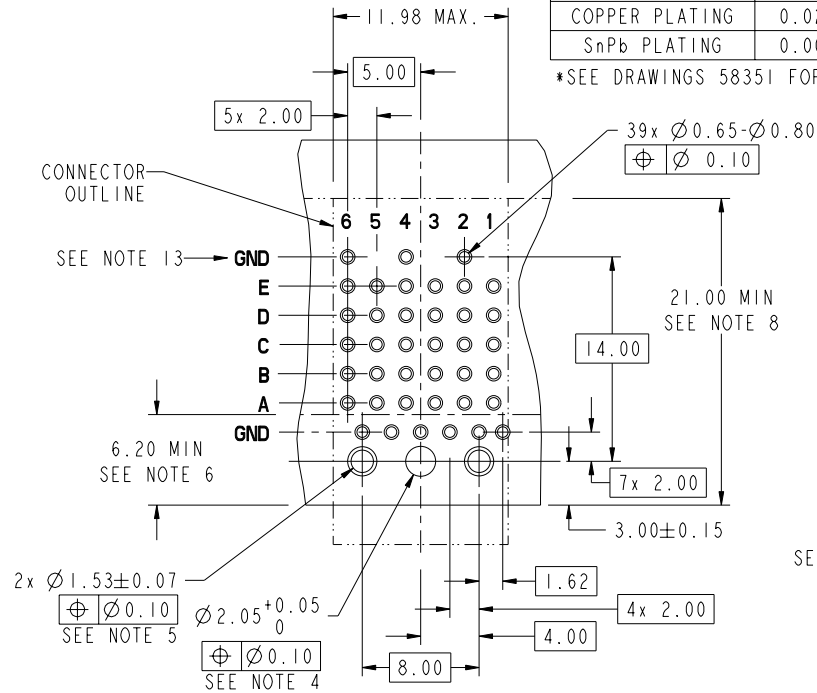 11.98 MAX.
COPPER PLATING
SnPb PLATING
*SEE DRAWINGS 58351 FOR
5.00
5x 2.00
39x Ø0.65-Ø0.80
⌖ Ø 0.10
CONNECTOR
OUTLINE
6 5 4 3 2 1
SEE NOTE 13
GND
E
D
C
B
A
GND
21.00 MIN
SEE NOTE 8
14.00
6.20 MIN
SEE NOTE 6
7x 2.00
3.00±0.15
2x Ø1.53±0.07
⌖ Ø0.10
SEE NOTE 5
Ø2.05 +0.05 0
⌖ Ø0.10
SEE NOTE 4
1.62
4x 2.00
4.00
8.00
SE